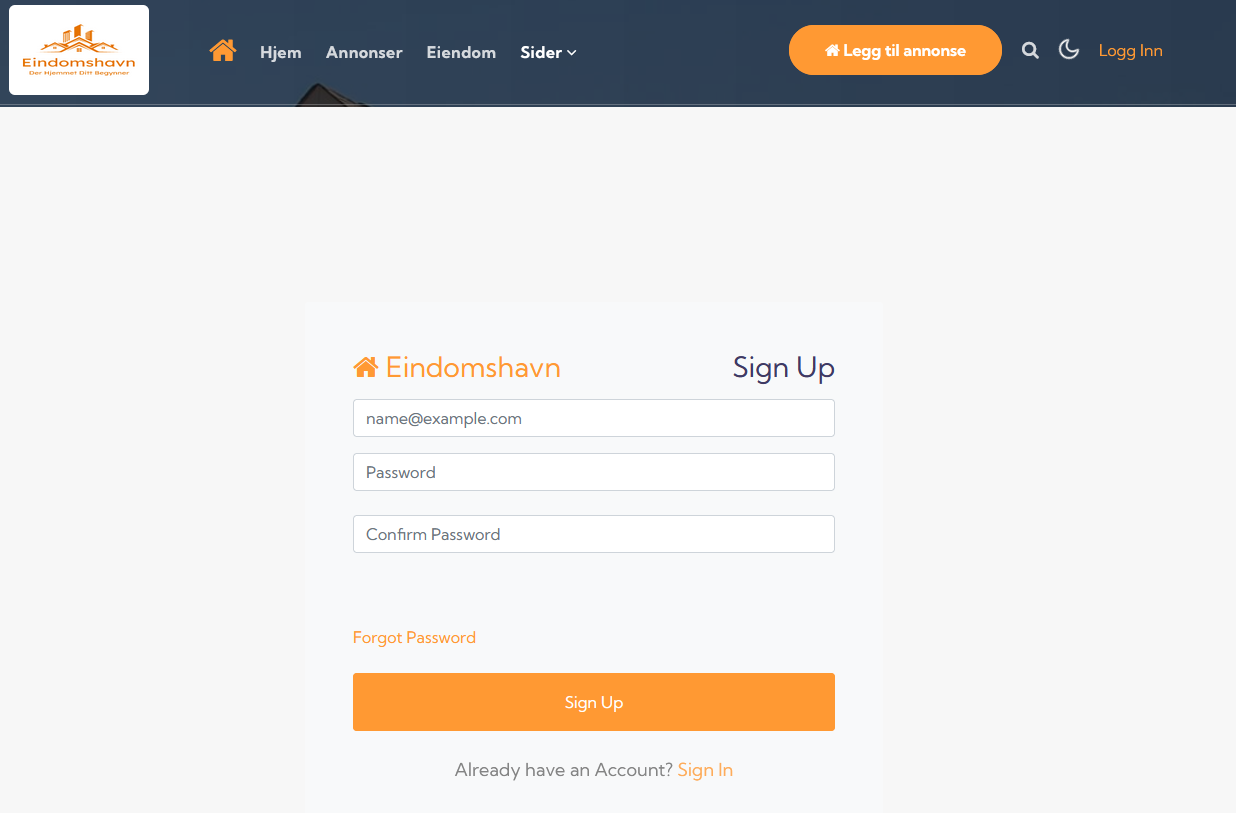 Eindomshavn
Der Hjemmet Ditt Begynner
Hjem Annonser Eiendom Sider
Legg til annonse
Logg Inn
Eindomshavn
Sign Up
name@example.com
Password
Confirm Password
Forgot Password
Sign Up
Already have an Account? Sign In